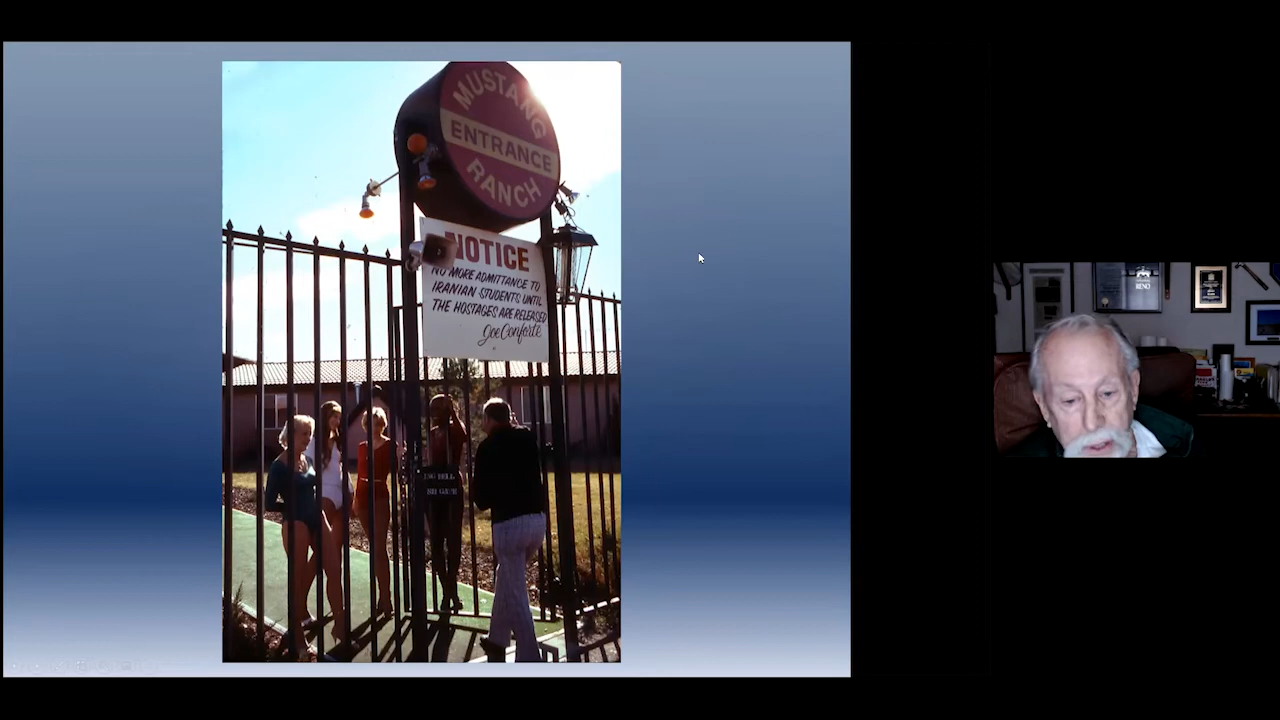 MUSTANG
ENTRANCE
RANCH
NOTICE
NO MORE ADMITTANCE TO
IRANIAN STUDENTS UNTIL
THE HOSTAGES ARE RELEASED
Joe Conforte
RENO